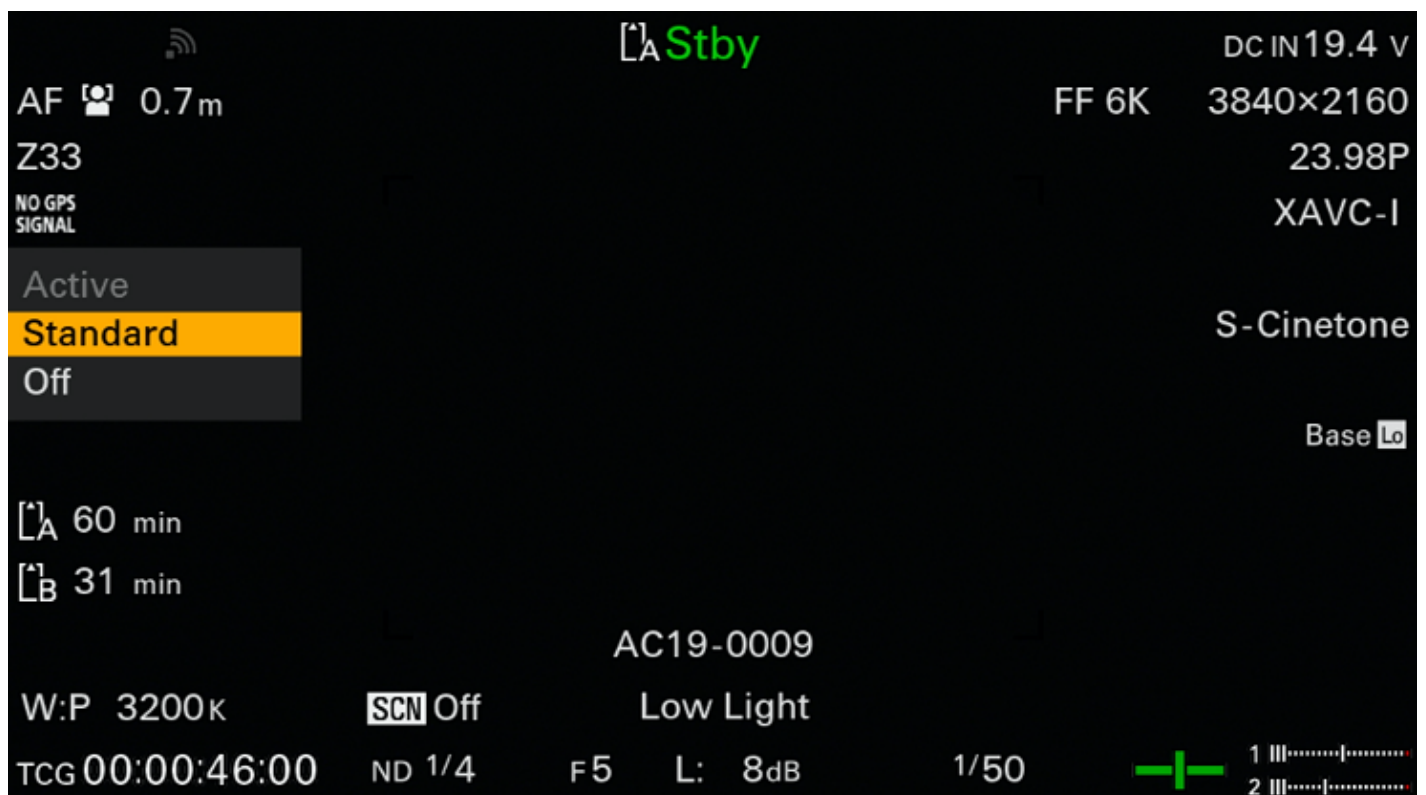 A Stby DC IN 19.4 V
AF 0.7 m FF 6K 3840×2160
Z33 23.98P
NO GPS
SIGNAL
XAVC-I
Active
Standard S-Cinetone
Off
Base Lo
A 60 min
B 31 min
AC19-0009
W:P 3200K SCN Off Low Light
TCG 00:00:46:00 ND 1/4 F5 L: 8dB 1/50
1
2